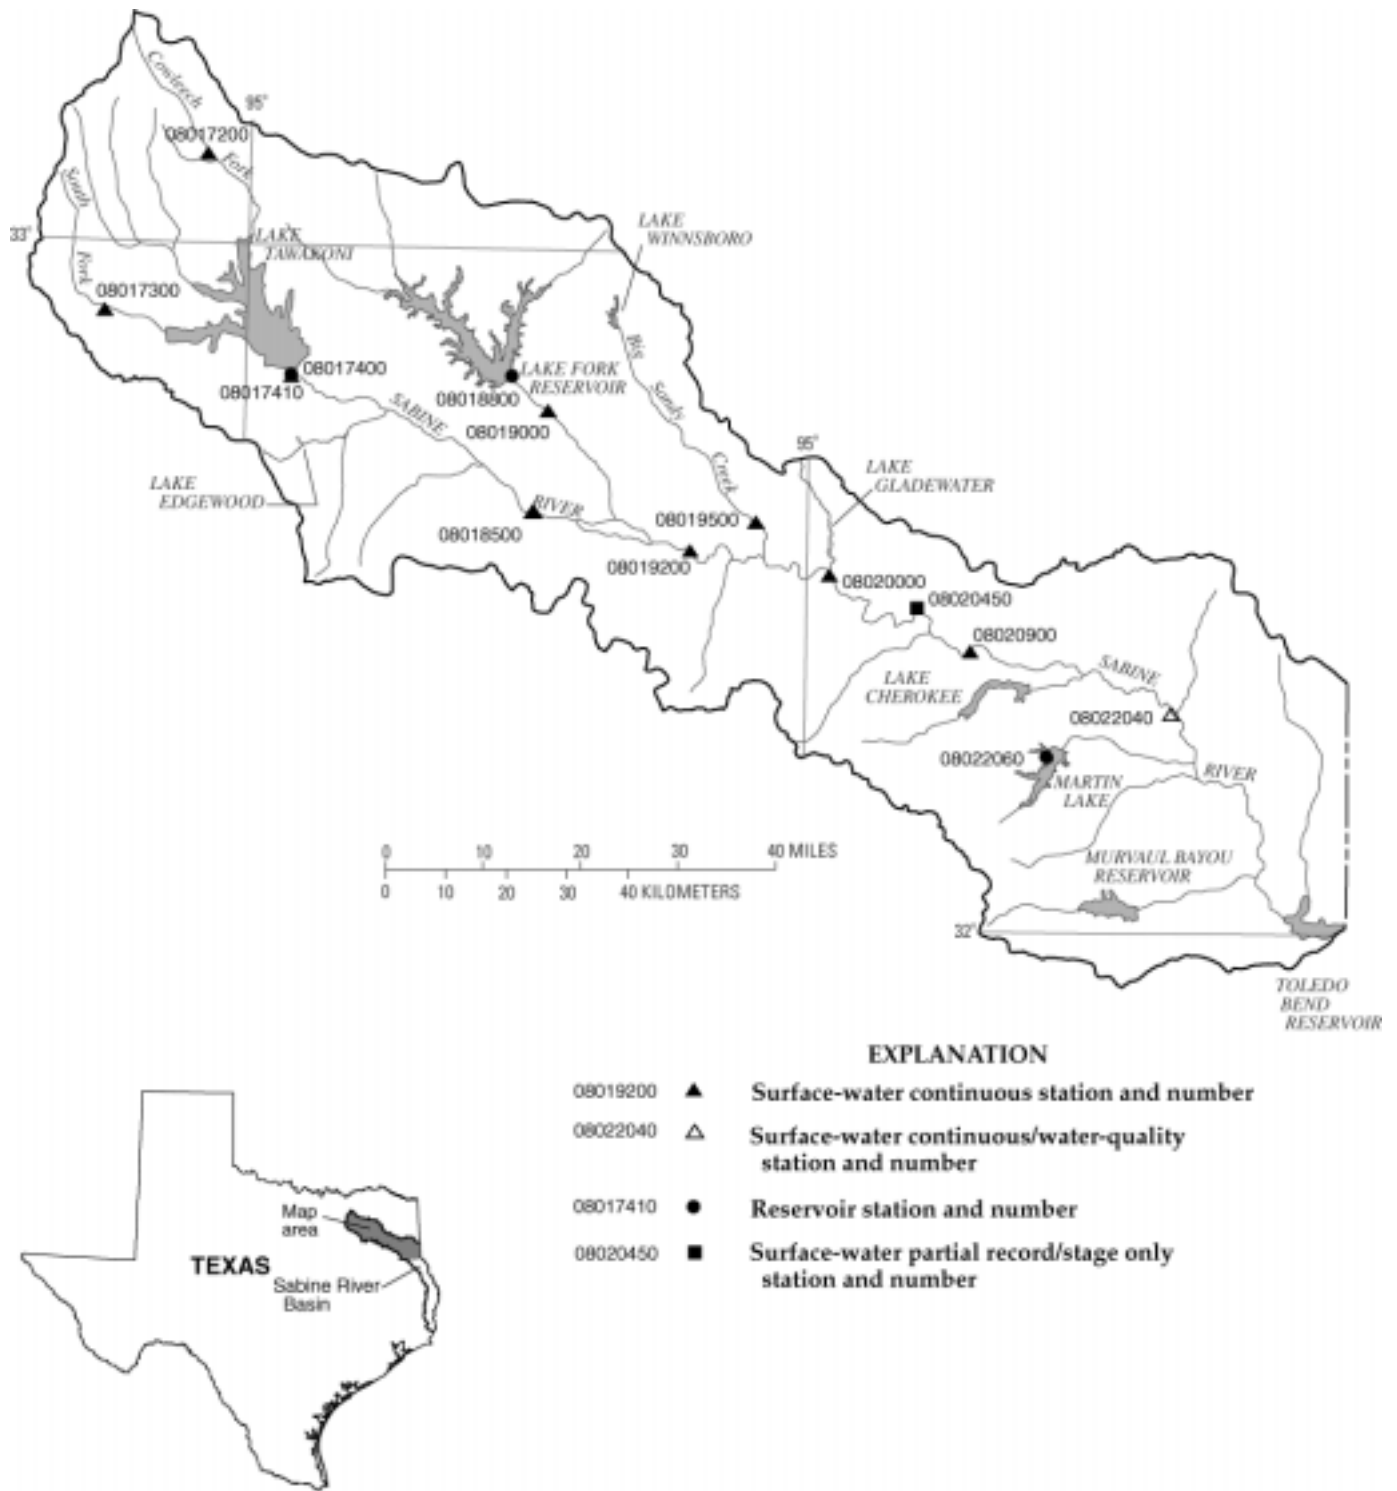 Cowleech
95°
08017200
Fork
South
LAKE
WINNSBORO
33°
LAKE
TAWAKONI
Fork
08017300
Big
08017400
LAKE FORK
RESERVOIR
08017410
08018800
SABINE
Sandy
08019000
95°
Creek
LAKE
GLADEWATER
LAKE
EDGEWOOD
RIVER
08019500
08018500
08019200
08020000
08020450
08020900
SABINE
LAKE
CHEROKEE
08022040
08022060
RIVER
MARTIN
LAKE
0 10 20 30 40 MILES
0 10 20 30 40 KILOMETERS
MURVAUL BAYOU
RESERVOIR
32°
TOLEDO
BEND
RESERVOIR
EXPLANATION
08019200 Surface-water continuous station and number
08022040 Surface-water continuous/water-quality
station and number
08017410 Reservoir station and number
08020450 Surface-water partial record/stage only
station and number
Map
area
TEXAS
Sabine River
Basin